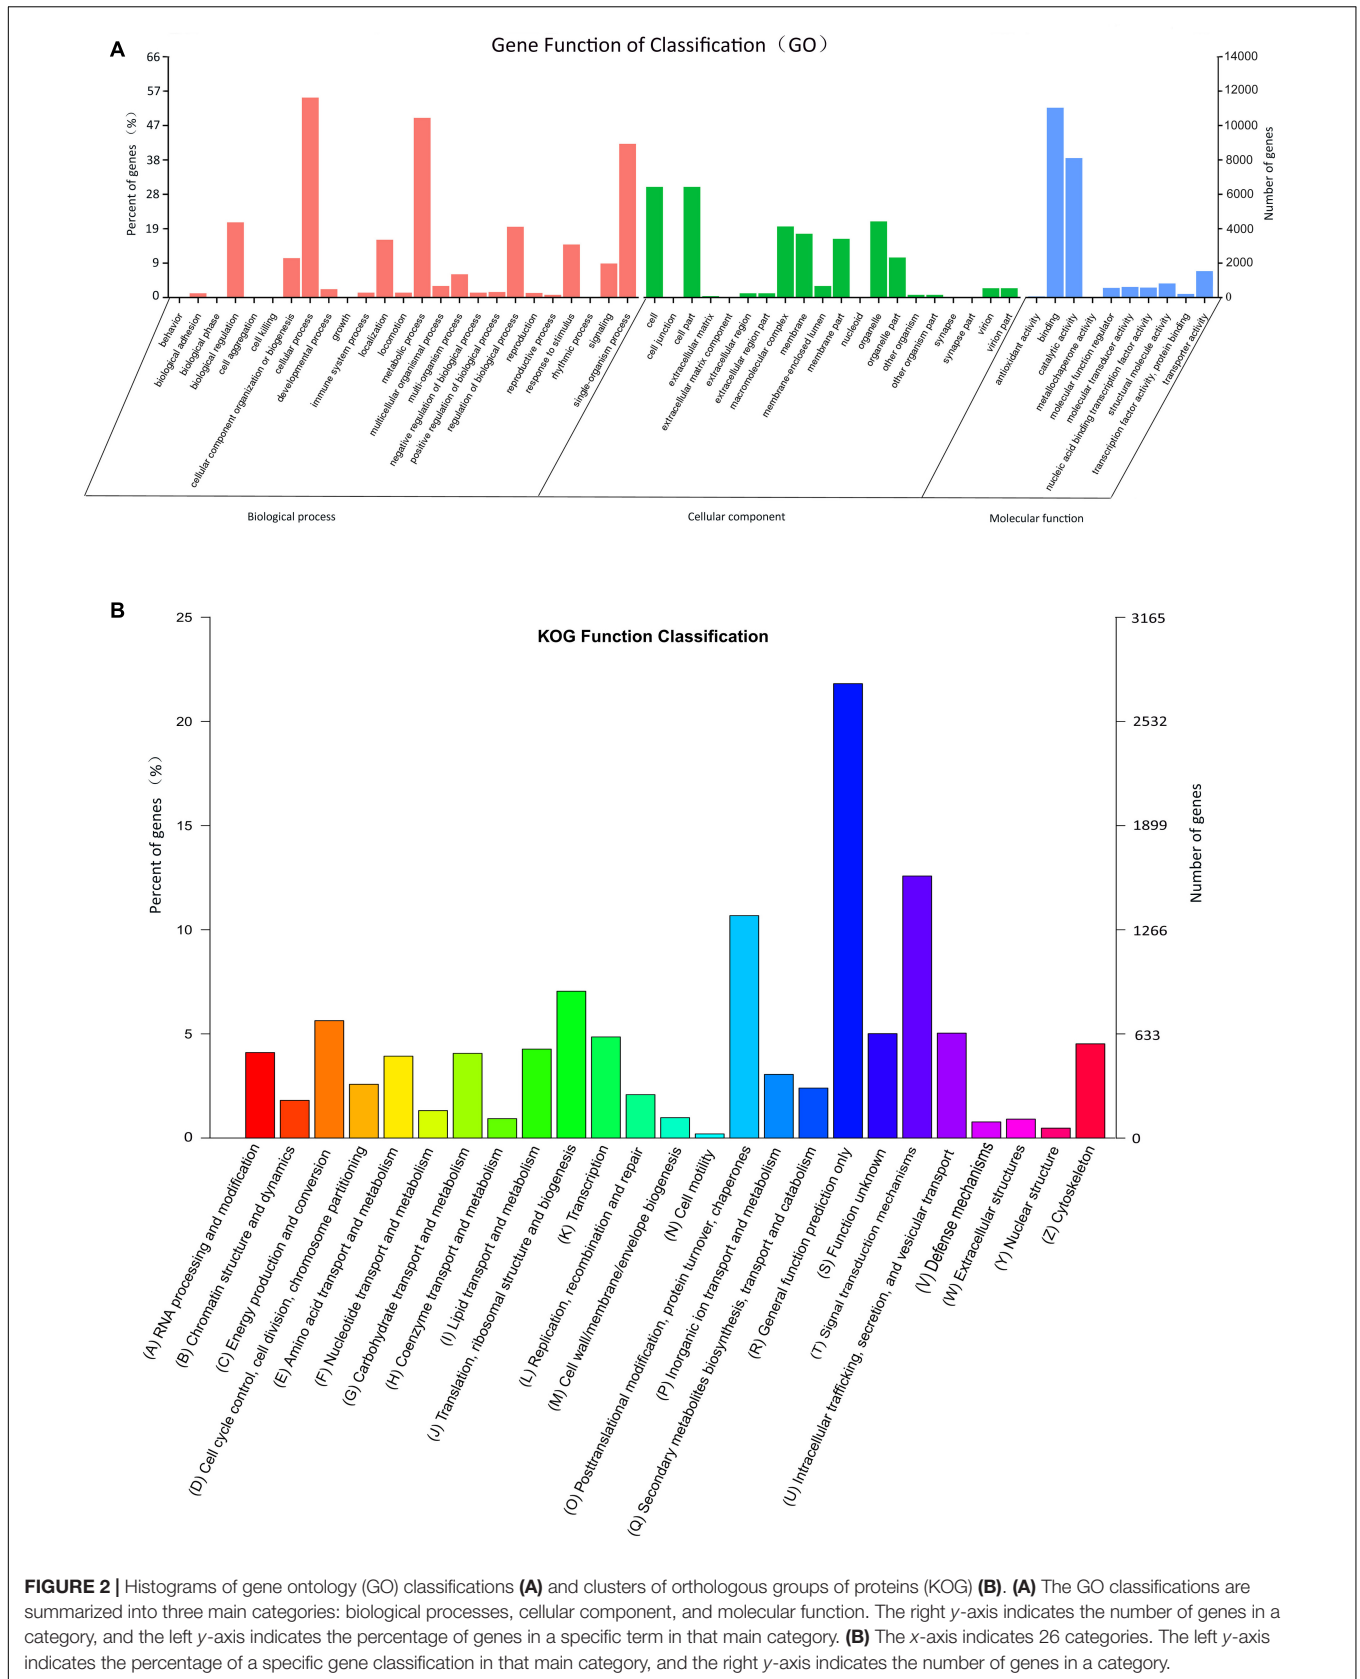 A
Gene Function of Classification（GO）
Percent of genes （%）
66
57
47
38
28
19
9
0
14000
12000
10000
8000
6000
4000
2000
0
Number of genes
behavior
biological adhesion
biological phase
biological regulation
cell aggregation
cell killing
cellular component organization or biogenesis
cellular process
developmental process
growth
immune system process
localization
locomotion
metabolic process
multicellular organismal process
multi-organism process
negative regulation of biological process
positive regulation of biological process
regulation of biological process
reproduction
reproductive process
response to stimulus
rhythmic process
signaling
single-organism process
cell
cell junction
cell part
extracellular matrix
extracellular matrix component
extracellular region
extracellular region part
macromolecular complex
membrane
membrane-enclosed lumen
membrane part
nucleoid
organelle
organelle part
other organism
other organism part
synapse
synapse part
virion
virion part
antioxidant activity
binding
catalytic activity
metallochaperone activity
molecular function regulator
molecular transducer activity
nucleic acid binding transcription factor activity
structural molecule activity
transcription factor activity, protein binding
transporter activity
Biological process
Cellular component
Molecular function
B
KOG Function Classification
Percent of genes （%）
25
20
15
10
5
0
3165
2532
1899
1266
633
0
Number of genes
(A) RNA processing and modification
(B) Chromatin structure and dynamics
(C) Energy production and conversion
(D) Cell cycle control, cell division, chromosome partitioning
(E) Amino acid transport and metabolism
(F) Nucleotide transport and metabolism
(G) Carbohydrate transport and metabolism
(H) Coenzyme transport and metabolism
(I) Lipid transport and metabolism
(J) Translation, ribosomal structure and biogenesis
(K) Transcription
(L) Replication, recombination and repair
(M) Cell wall/membrane/envelope biogenesis
(N) Cell motility
(O) Posttranslational modification, protein turnover, chaperones
(P) Inorganic ion transport and metabolism
(Q) Secondary metabolites biosynthesis, transport and catabolism
(R) General function prediction only
(S) Function unknown
(T) Signal transduction mechanisms
(U) Intracellular trafficking, secretion, and vesicular transport
(V) Defense mechanisms
(W) Extracellular structures
(Y) Nuclear structure
(Z) Cytoskeleton
FIGURE 2 | Histograms of gene ontology (GO) classifications (A) and clusters of orthologous groups of proteins (KOG) (B). (A) The GO classifications are
summarized into three main categories: biological processes, cellular component, and molecular function. The right y-axis indicates the number of genes in a
category, and the left y-axis indicates the percentage of genes in a specific term in that main category. (B) The x-axis indicates 26 categories. The left y-axis
indicates the percentage of a specific gene classification in that main category, and the right y-axis indicates the number of genes in a category.